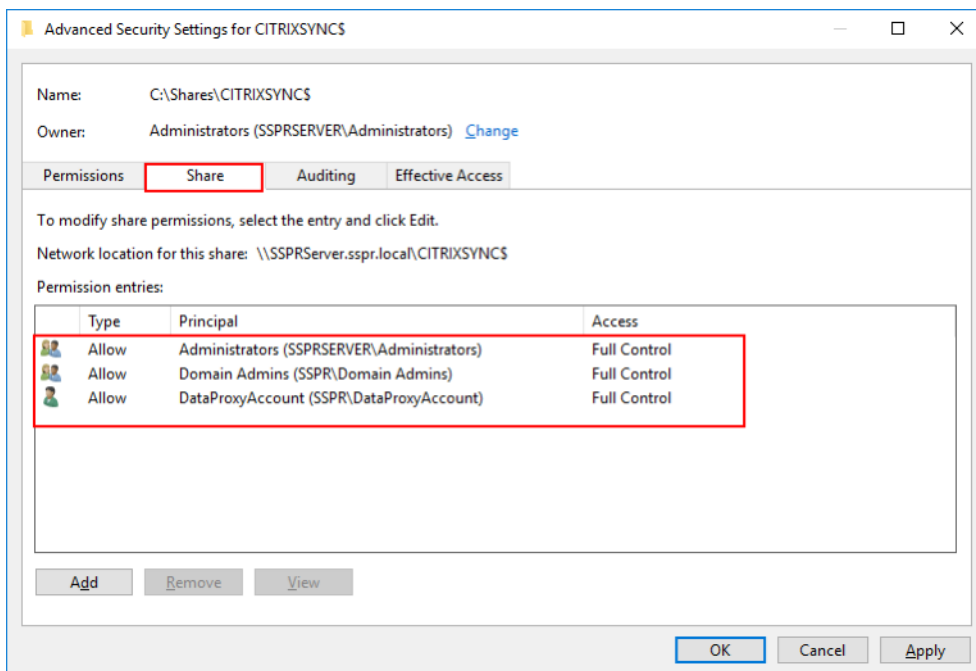 Advanced Security Settings for CITRIXSYNC$
Name: C:\Shares\CITRIXSYNC$
Owner: Administrators (SSPRSERVER\Administrators) Change
Permissions Share Auditing Effective Access
To modify share permissions, select the entry and click Edit.
Network location for this share: \\SSPRServer.sspr.local\CITRIXSYNC$
Permission entries:
Type Principal Access
Allow Administrators (SSPRSERVER\Administrators) Full Control
Allow Domain Admins (SSPR\Domain Admins) Full Control
Allow DataProxyAccount (SSPR\DataProxyAccount) Full Control
Add Remove View
OK Cancel Apply